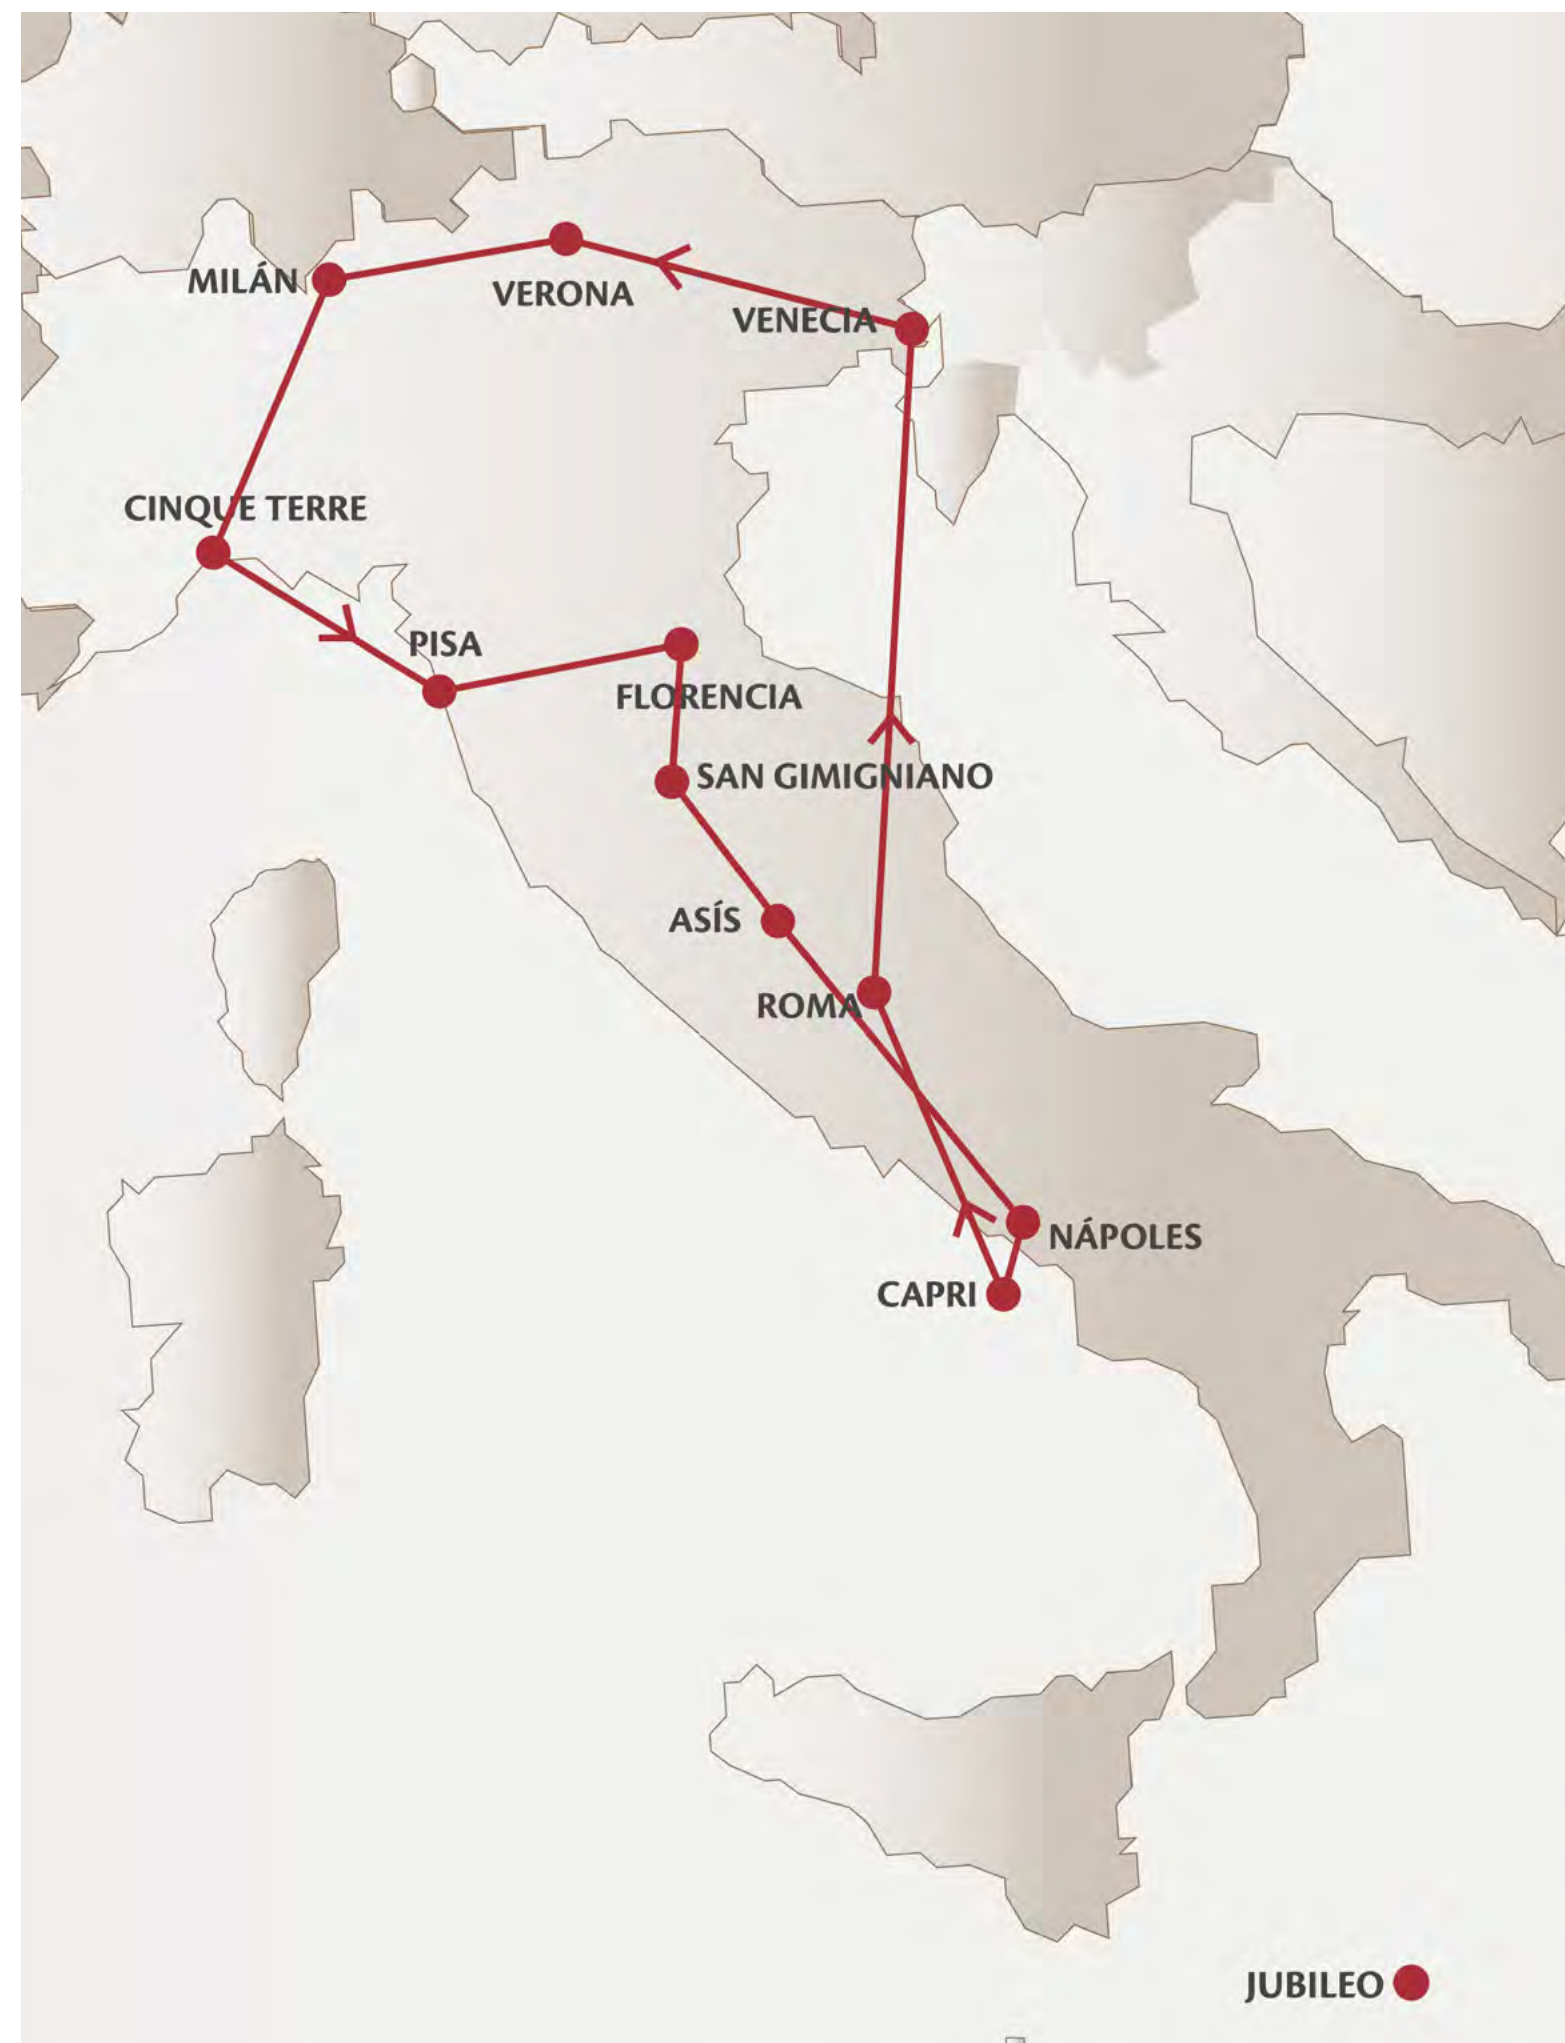 MILÁN
VERONA
VENECIA
CINQUE TERRE
PISA
FLORENCIA
SAN GIMIGNIANO
ASÍS
ROMA
NÁPOLES
CAPRI
JUBILEO